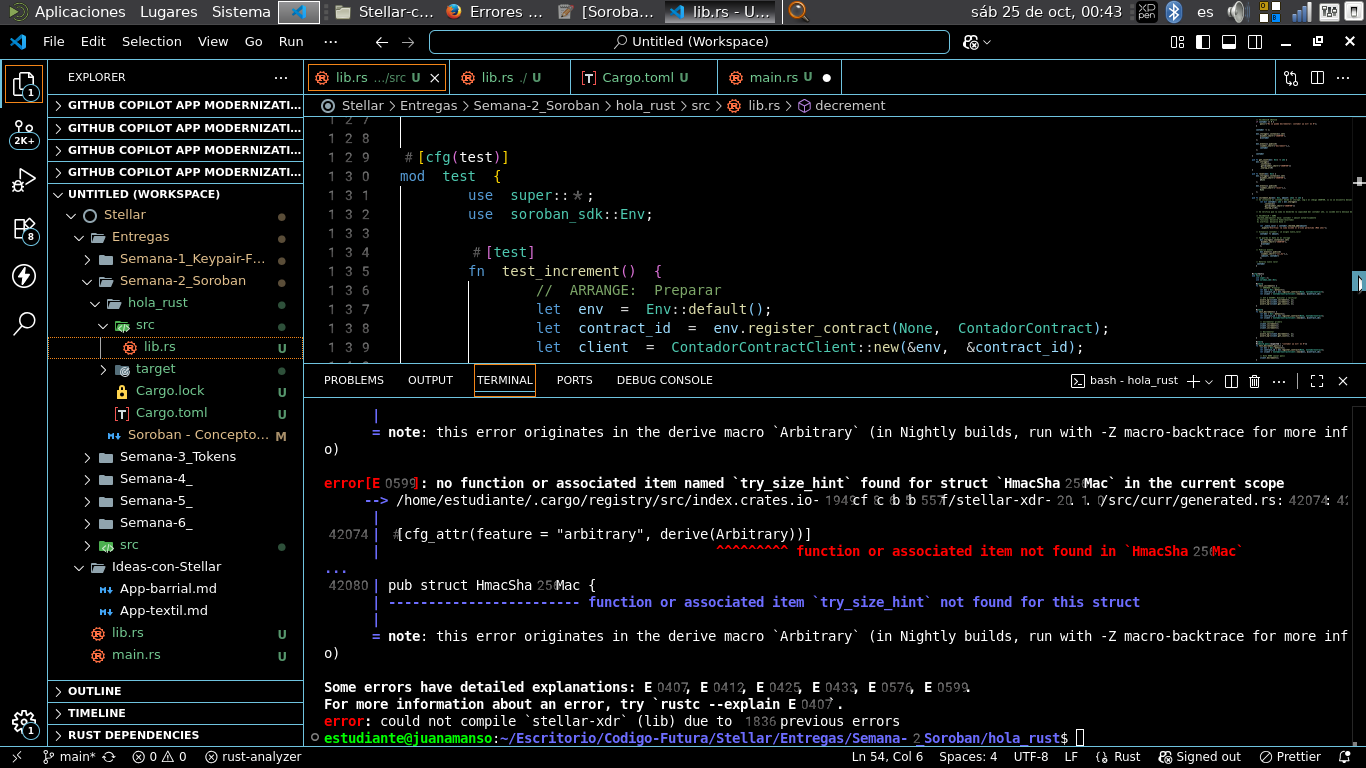 Aplicaciones Lugares Sistema Stellar-c... Errores ... [Soroba... lib.rs - U... sáb 25 de oct, 00:43 XP PEN es
File Edit Selection View Go Run ··· Untitled (Workspace)
EXPLORER ···
GITHUB COPILOT APP MODERNIZATI...
GITHUB COPILOT APP MODERNIZATI...
GITHUB COPILOT APP MODERNIZATI...
GITHUB COPILOT APP MODERNIZATI...
UNTITLED (WORKSPACE)
Stellar
Entregas
Semana-1_Keypair-F...
Semana-2_Soroban
hola_rust
src
lib.rs U
target
Cargo.lock U
Cargo.toml U
Soroban - Concepto... M
Semana-3_Tokens
Semana-4_
Semana-5_
Semana-6_
src
Ideas-con-Stellar
App-barrial.md
App-textil.md
lib.rs U
main.rs U
OUTLINE
TIMELINE
RUST DEPENDENCIES
1
2K+
8
1
lib.rs .../src U lib.rs ./ U Cargo.toml U main.rs U
Stellar > Entregas > Semana-2_Soroban > hola_rust > src > lib.rs > decrement
127
128
129 #[cfg(test)]
130 mod test {
131 use super::*;
132 use soroban_sdk::Env;
133
134 #[test]
135 fn test_increment() {
136 // ARRANGE: Preparar
137 let env = Env::default();
138 let contract_id = env.register_contract(None, ContadorContract);
139 let client = ContadorContractClient::new(&env, &contract_id);
PROBLEMS OUTPUT TERMINAL PORTS DEBUG CONSOLE bash - hola_rust
|
= note: this error originates in the derive macro `Arbitrary` (in Nightly builds, run with -Z macro-backtrace for more inf
o)
error[E0599]: no function or associated item named `try_size_hint` found for struct `HmacSha256Mac` in the current scope
--> /home/estudiante/.cargo/registry/src/index.crates.io-1949cf8c6b5b557f/stellar-xdr-20.1.0/src/curr/generated.rs:42074:42
|
42074 | #[cfg_attr(feature = "arbitrary", derive(Arbitrary))]
| ^^^^^^^^^ function or associated item not found in `HmacSha256Mac`
...
42080 | pub struct HmacSha256Mac {
| ------------------------ function or associated item `try_size_hint` not found for this struct
|
= note: this error originates in the derive macro `Arbitrary` (in Nightly builds, run with -Z macro-backtrace for more inf
o)
Some errors have detailed explanations: E0407, E0412, E0425, E0433, E0576, E0599.
For more information about an error, try `rustc --explain E0407`.
error: could not compile `stellar-xdr` (lib) due to 1836 previous errors
estudiante@juanamanso:~/Escritorio/Codigo-Futura/Stellar/Entregas/Semana-2_Soroban/hola_rust$
main* 0 0 rust-analyzer Ln 54, Col 6 Spaces: 4 UTF-8 LF {} Rust Signed out Prettier